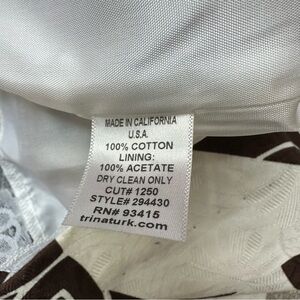 MADE IN CALIFORNIA
U.S.A.
100% COTTON
LINING:
100% ACETATE
DRY CLEAN ONLY
CUT# 1250
STYLE# 294430
RN# 93415
trinaturk.com